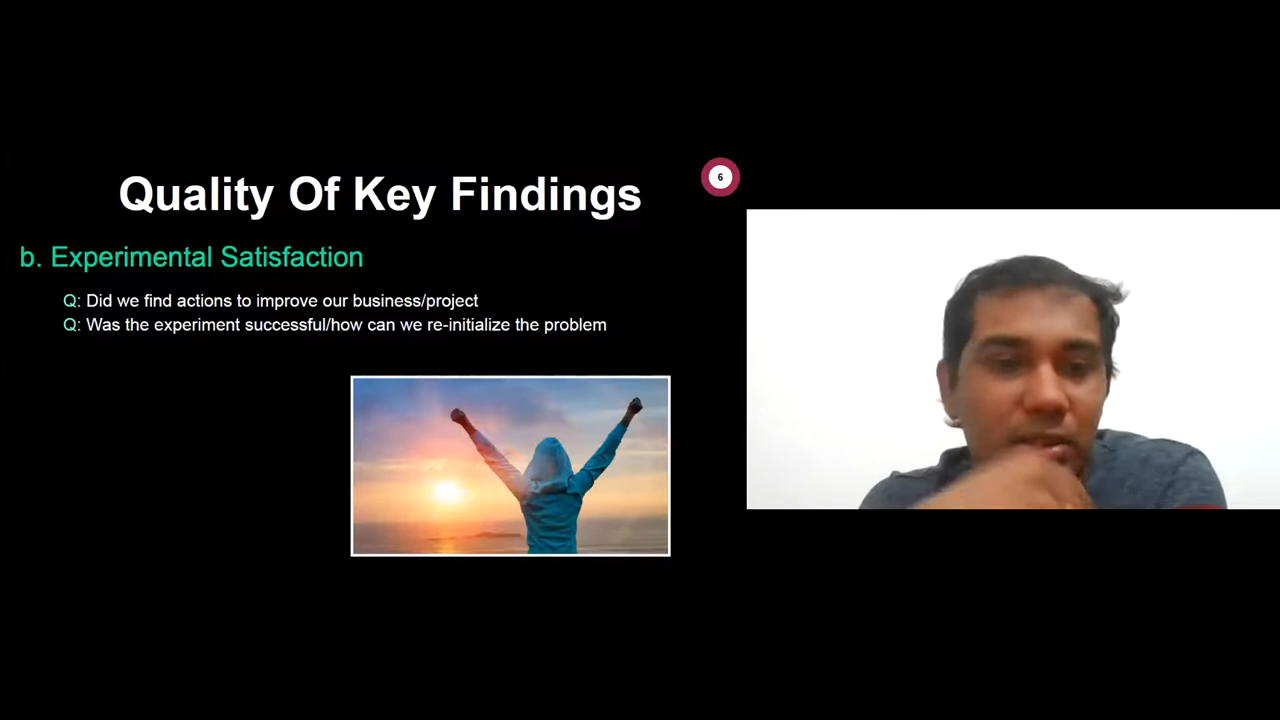 Quality Of Key Findings
6
b. Experimental Satisfaction
Q: Did we find actions to improve our business/project
Q: Was the experiment successful/how can we re-initialize the problem